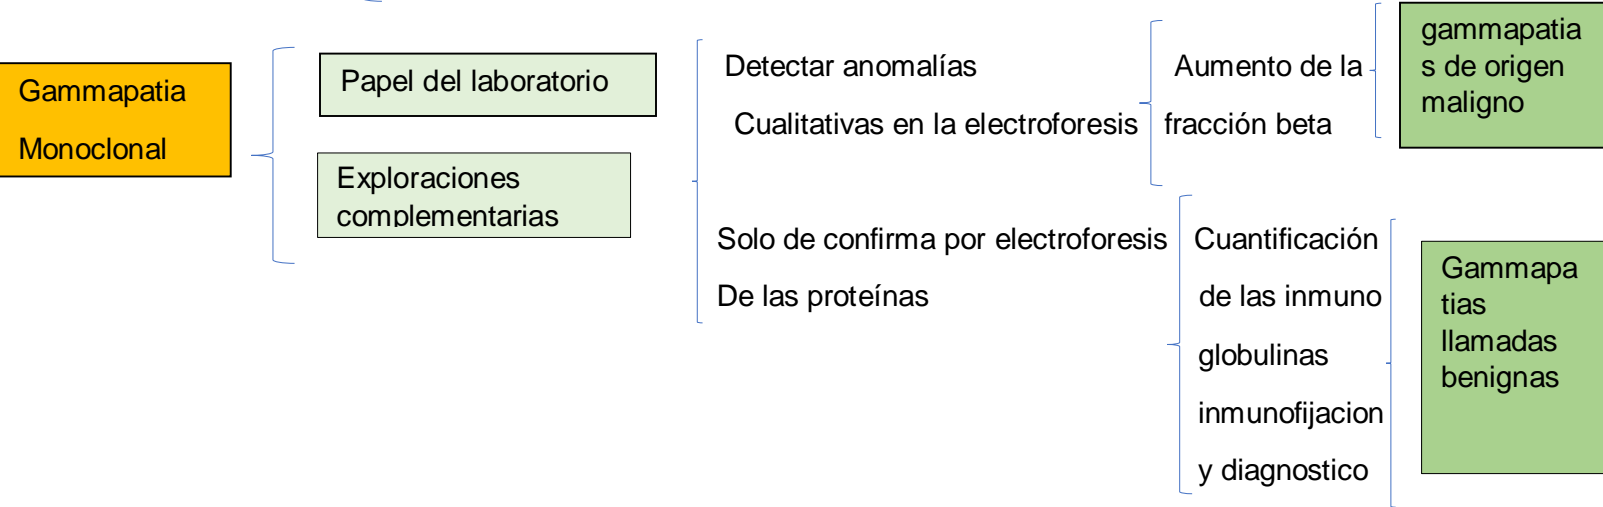 Gammapatia
Monoclonal
Papel del laboratorio
Exploraciones
complementarias
Detectar anomalías
Cualitativas en la electroforesis
Solo de confirma por electroforesis
De las proteínas
Aumento de la
fracción beta
Cuantificación
de las inmuno
globulinas
inmunofijacion
y diagnostico
gammapatia
s de origen
maligno
Gammapa
tias
llamadas
benignas